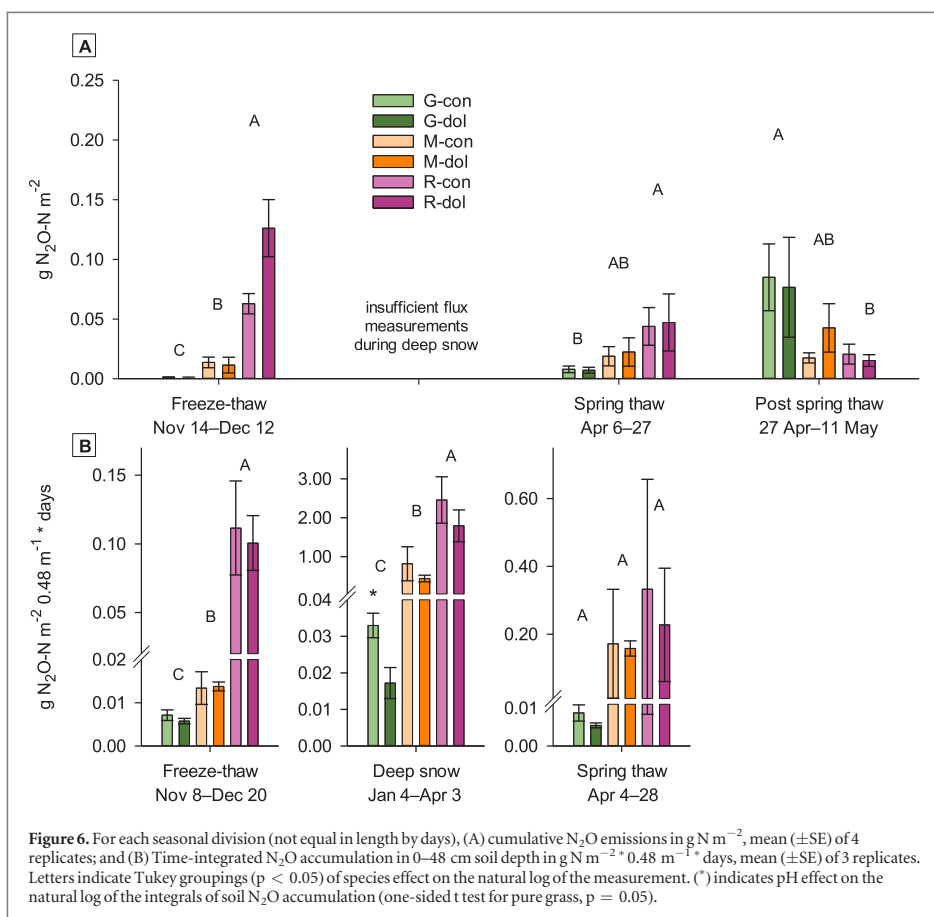 A
0.25
0.20
0.15
0.10
0.05
0.00
g N₂O-N m⁻²
G-con
G-dol
M-con
M-dol
R-con
R-dol
C
B
A
insufficient flux
measurements
during deep snow
B
AB
A
A
AB
B
Freeze-thaw
Nov 14–Dec 12
Spring thaw
Apr 6–27
Post spring thaw
27 Apr–11 May
B
g N₂O-N m⁻² 0.48 m⁻¹ * days
0.15
0.10
0.05
0.02
0.01
0.00
C
B
A
Freeze-thaw
Nov 8–Dec 20
3.00
2.00
1.00
0.04
0.03
0.02
0.01
0.00
*
C
B
A
Deep snow
Jan 4–Apr 3
0.60
0.40
0.20
0.01
0.00
A
A
A
Spring thaw
Apr 4–28
Figure 6. For each seasonal division (not equal in length by days), (A) cumulative N₂O emissions in g N m⁻², mean (±SE) of 4
replicates; and (B) Time-integrated N₂O accumulation in 0–48 cm soil depth in g N m⁻² * 0.48 m⁻¹ * days, mean (±SE) of 3 replicates.
Letters indicate Tukey groupings (p < 0.05) of species effect on the natural log of the measurement. (*) indicates pH effect on the
natural log of the integrals of soil N₂O accumulation (one-sided t test for pure grass, p = 0.05).